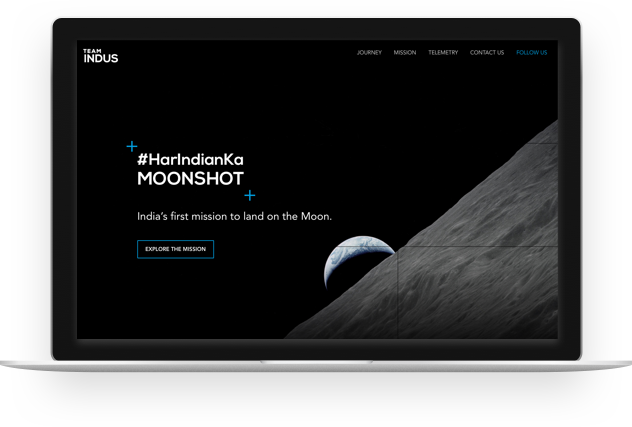 TEAM
INDUS
JOURNEY MISSION TELEMETRY CONTACT US FOLLOW US
#HarIndianKa
MOONSHOT
India's first mission to land on the Moon.
EXPLORE THE MISSION